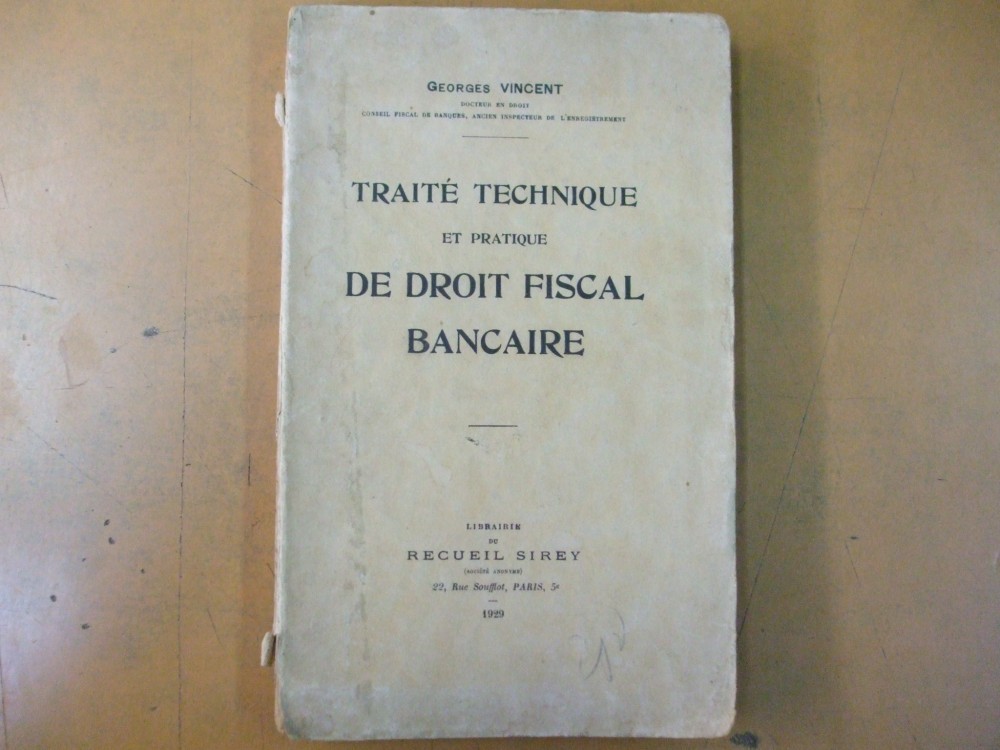 GEORGES VINCENT
DOCTEUR EN DROIT
CONSEIL FISCAL DE BANQUES, ANCIEN INSPECTEUR DE L'ENREGISTREMENT
TRAITÉ TECHNIQUE
ET PRATIQUE
DE DROIT FISCAL
BANCAIRE
LIBRAIRIE
DU
RECUEIL SIREY
(SOCIÉTÉ ANONYME)
22, Rue Soufflot, PARIS, 5e
1929